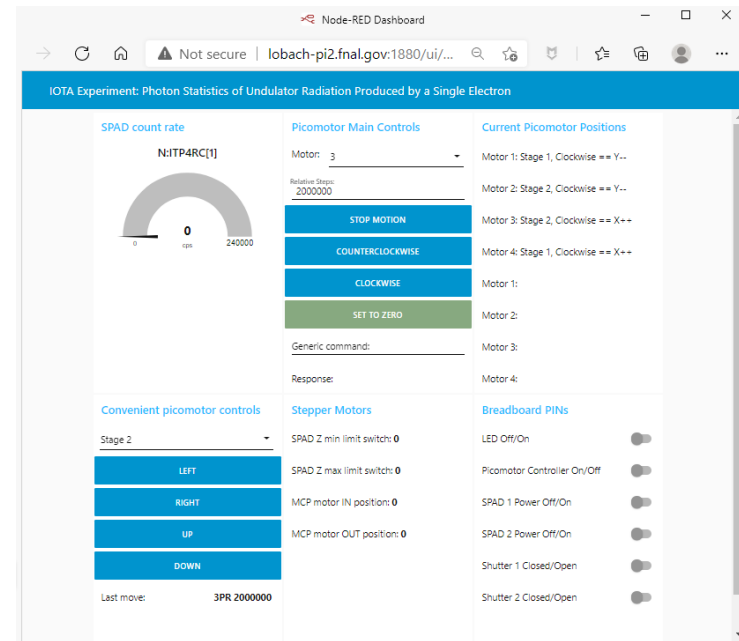 Node-RED Dashboard
Not secure | lobach-pi2.fnal.gov:1880/ui/...
IOTA Experiment: Photon Statistics of Undulator Radiation Produced by a Single Electron
SPAD count rate
N:ITP4RC[1]
0
cps
0
240000
Picomotor Main Controls
Motor: 3
Relative Steps:
2000000
STOP MOTION
COUNTERCLOCKWISE
CLOCKWISE
SET TO ZERO
Generic command:
Response:
Current Picomotor Positions
Motor 1: Stage 1, Clockwise == Y--
Motor 2: Stage 2, Clockwise == Y--
Motor 3: Stage 2, Clockwise == X++
Motor 4: Stage 1, Clockwise == X++
Motor 1:
Motor 2:
Motor 3:
Motor 4:
Convenient picomotor controls
Stage 2
LEFT
RIGHT
UP
DOWN
Last move: 3PR 2000000
Stepper Motors
SPAD Z min limit switch: 0
SPAD Z max limit switch: 0
MCP motor IN position: 0
MCP motor OUT position: 0
Breadboard PINs
LED Off/On
Picomotor Controller On/Off
SPAD 1 Power Off/On
SPAD 2 Power Off/On
Shutter 1 Closed/Open
Shutter 2 Closed/Open